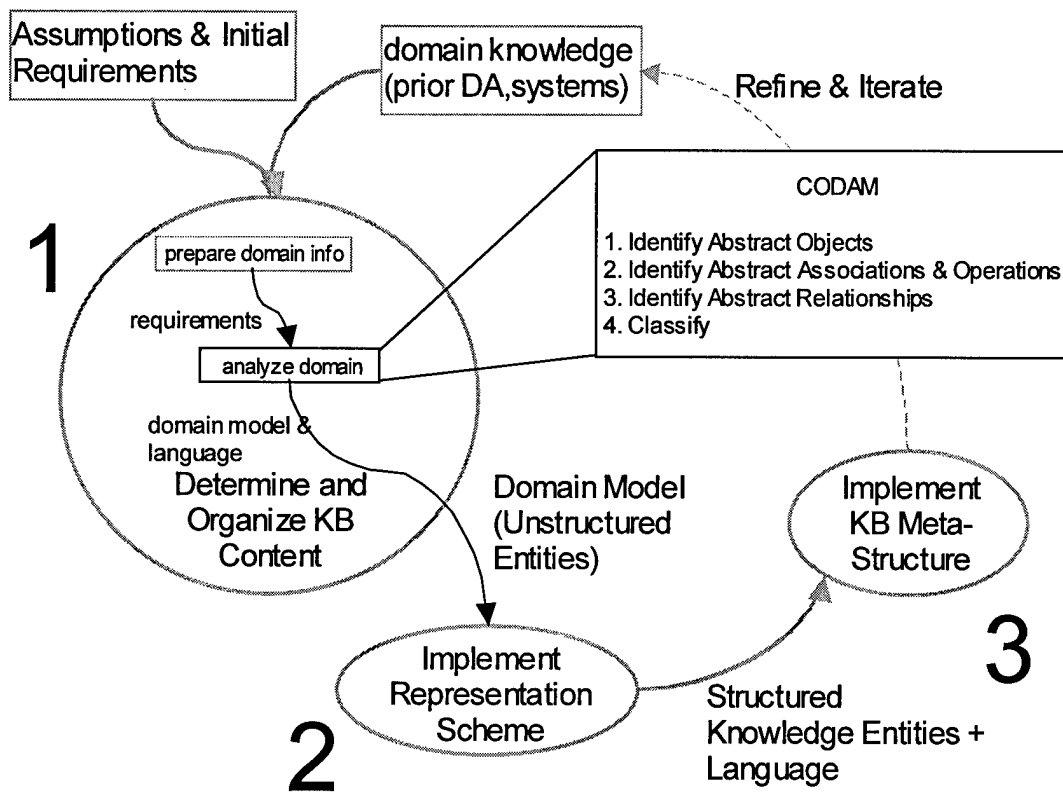 Assumptions & Initial
Requirements
domain knowledge
(prior DA,systems)
Refine & Iterate
CODAM
1. Identify Abstract Objects
2. Identify Abstract Associations & Operations
3. Identify Abstract Relationships
4. Classify
1
prepare domain info
requirements
analyze domain
domain model &
language
Determine and
Organize KB
Content
Domain Model
(Unstructured
Entities)
Implement
KB Meta-
Structure
3
Implement
Representation
Scheme
2
Structured
Knowledge Entities +
Language